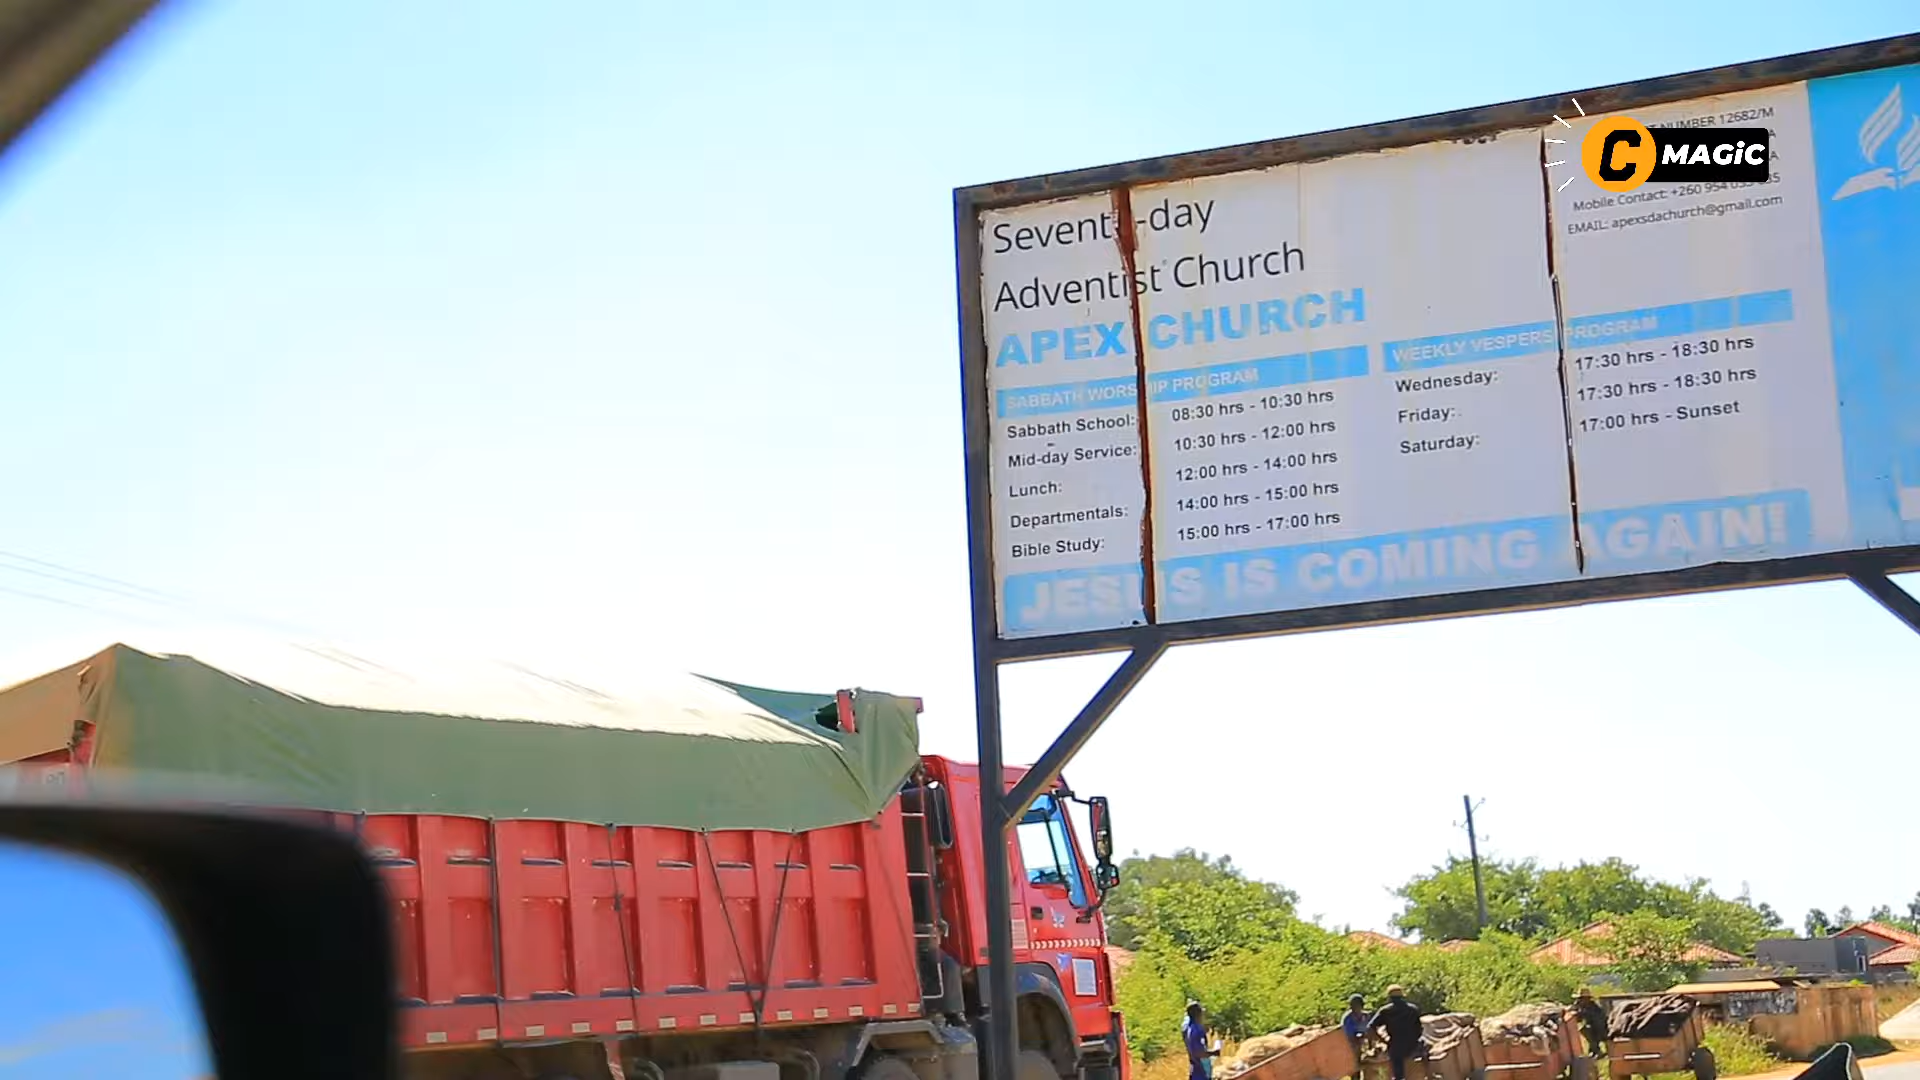 Seventh-day
Adventist Church
APEX CHURCH
SABBATH WORSHIP PROGRAM
Sabbath School: 08:30 hrs - 10:30 hrs
Mid-day Service: 10:30 hrs - 12:00 hrs
Lunch: 12:00 hrs - 14:00 hrs
Departmentals: 14:00 hrs - 15:00 hrs
Bible Study: 15:00 hrs - 17:00 hrs
NUMBER 12682/M
Mobile Contact: +260 954
EMAIL: apexsdachurch@gmail.com
WEEKLY VESPERS PROGRAM
Wednesday: 17:30 hrs - 18:30 hrs
Friday: 17:30 hrs - 18:30 hrs
Saturday: 17:00 hrs - Sunset
JESUS IS COMING AGAIN!
C MAGiC